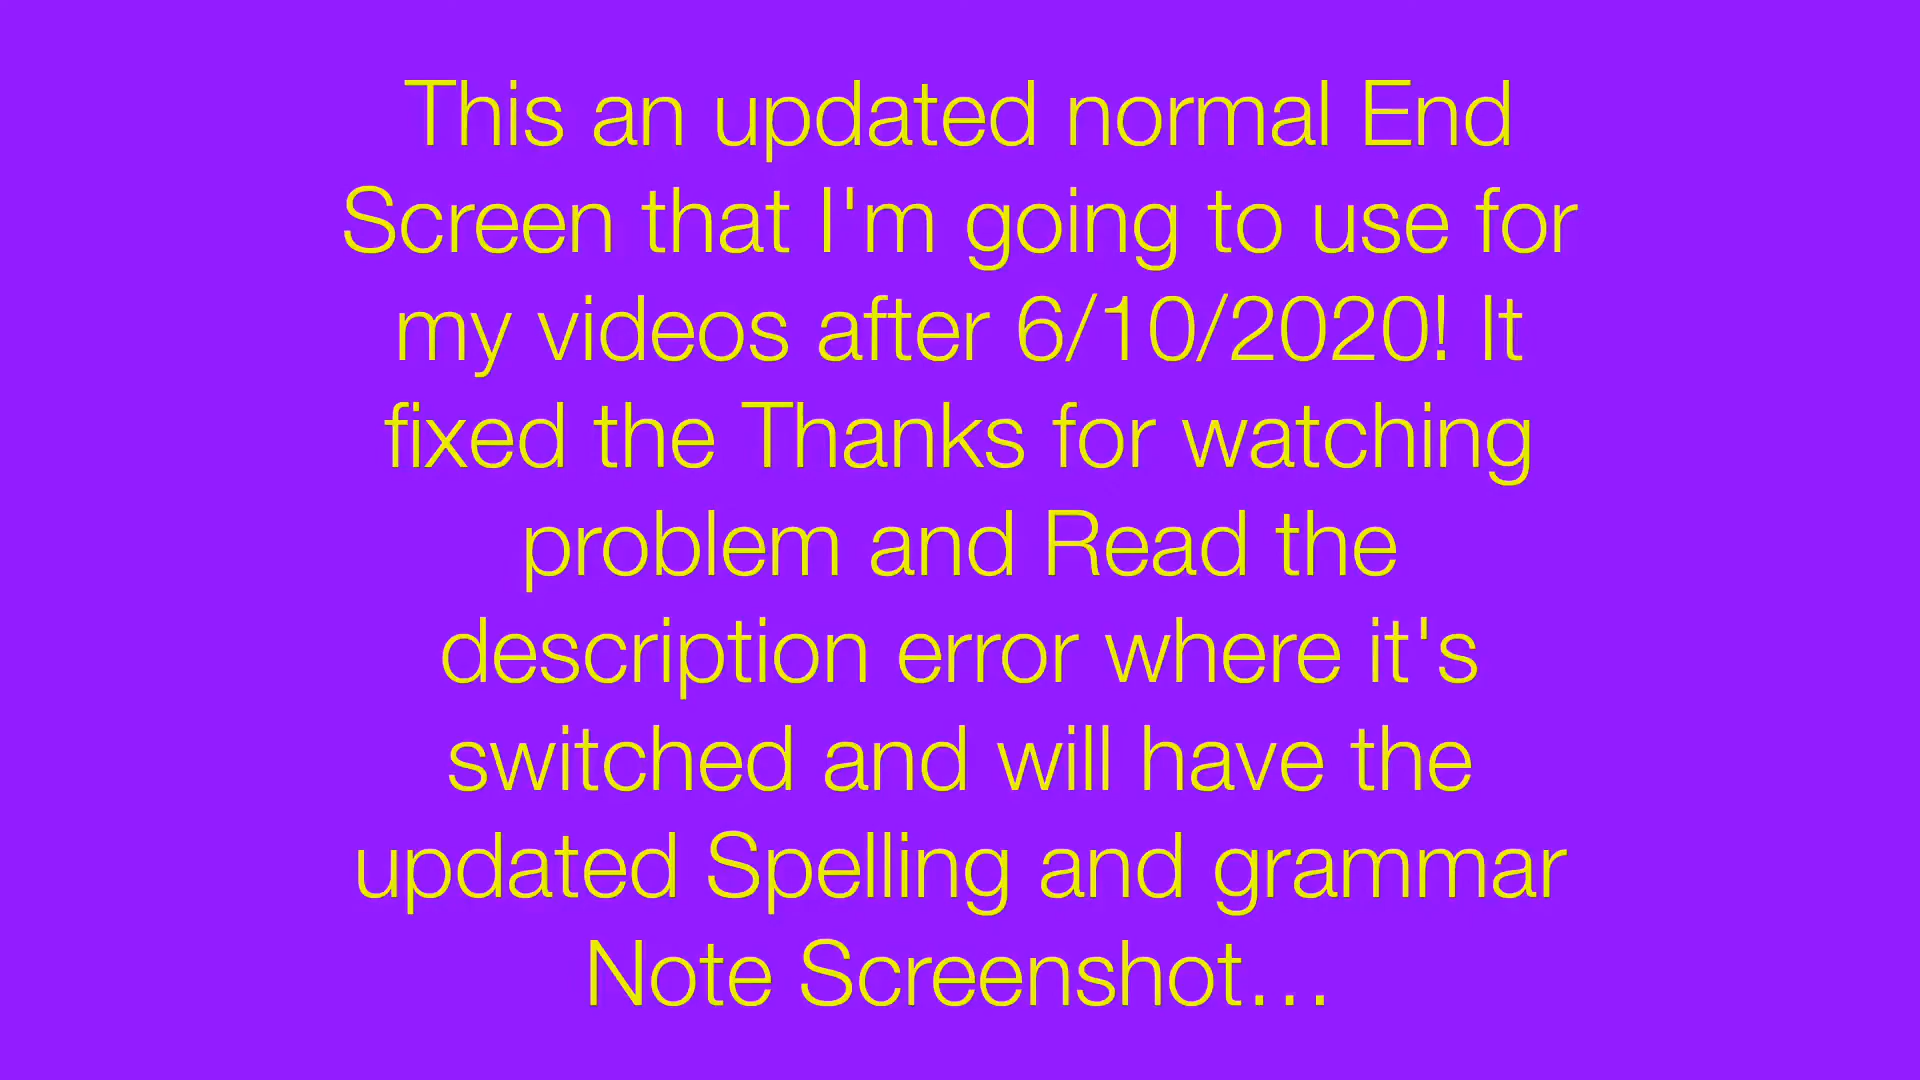 This an updated normal End
Screen that I'm going to use for
my videos after 6/10/2020! It
fixed the Thanks for watching
problem and Read the
description error where it's
switched and will have the
updated Spelling and grammar
Note Screenshot...